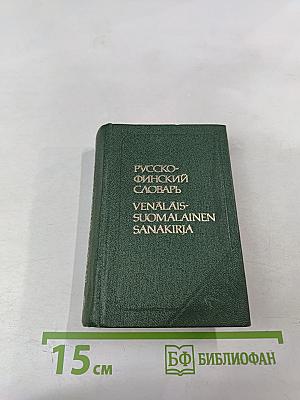 РУССКО-
ФИНСКИЙ
СЛОВАРЬ
VENÄLÄIS-
SUOMALAINEN
SANAKIRJA
15 см
БФ БИБЛИОФАН